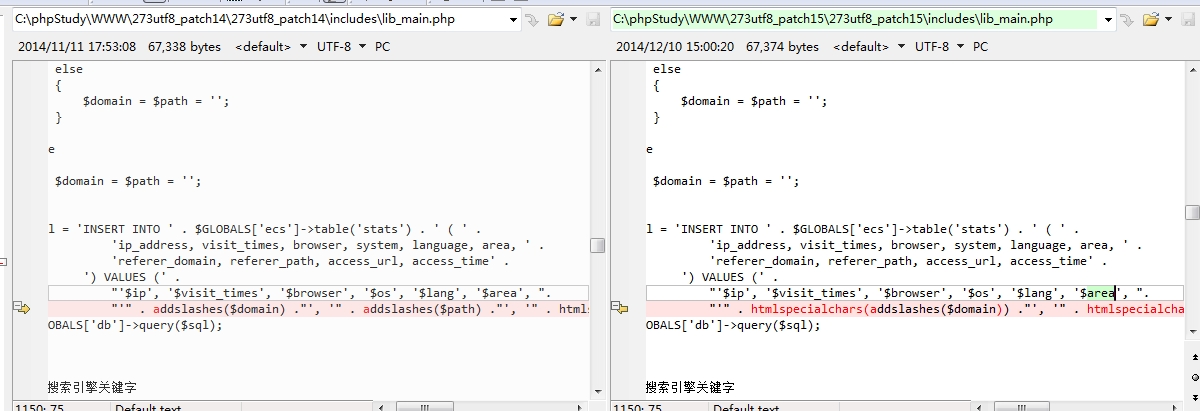 C:\phpStudy\WWW\273utf8_patch14\273utf8_patch14\includes\lib_main.php
2014/11/11 17:53:08 67,338 bytes <default> UTF-8 PC
else
{
$domain = $path = '';
}
e
$domain = $path = '';
l = 'INSERT INTO ' . $GLOBALS['ecs']->table('stats') . ' ( ' .
'ip_address, visit_times, browser, system, language, area, ' .
'referer_domain, referer_path, access_url, access_time' .
') VALUES (' .
"'$ip', '$visit_times', '$browser', '$os', '$lang', '$area', ".
"'" . addslashes($domain) ."', '" . addslashes($path) ."', '" . htmls
OBALS['db']->query($sql);
搜索引擎关键字
1150: 75 Default text
C:\phpStudy\WWW\273utf8_patch15\273utf8_patch15\includes\lib_main.php
2014/12/10 15:00:20 67,374 bytes <default> UTF-8 PC
else
{
$domain = $path = '';
}
e
$domain = $path = '';
l = 'INSERT INTO ' . $GLOBALS['ecs']->table('stats') . ' ( ' .
'ip_address, visit_times, browser, system, language, area, ' .
'referer_domain, referer_path, access_url, access_time' .
') VALUES (' .
"'$ip', '$visit_times', '$browser', '$os', '$lang', '$area', ".
"'" . htmlspecialchars(addslashes($domain)) ."', '" . htmlspecialcha
OBALS['db']->query($sql);
搜索引擎关键字
1150: 75 Default text